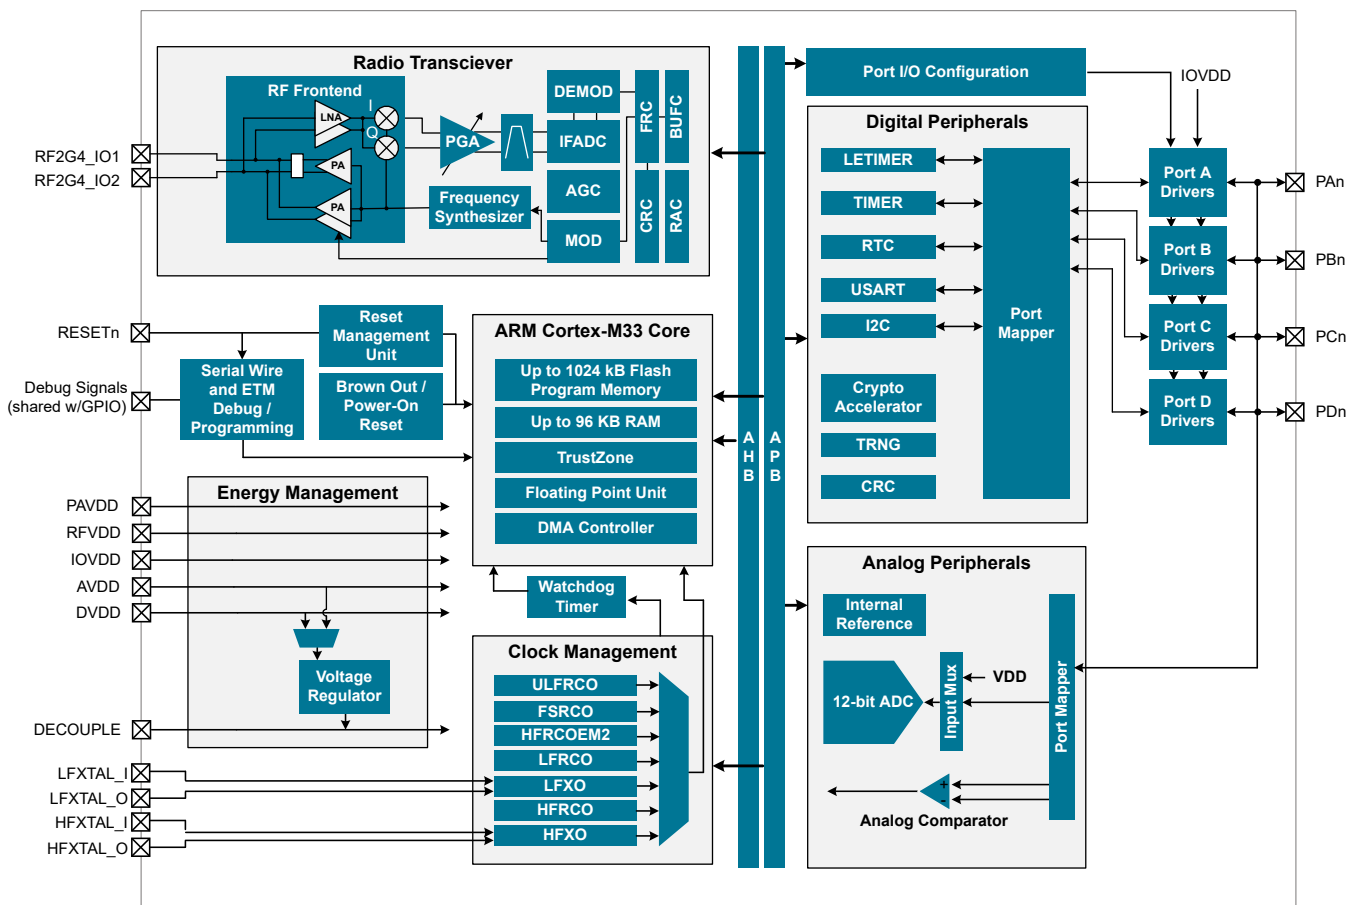 Radio Transciever
RF Frontend
LNA
I
Q
PA
PA
PGA
DEMOD
IFADC
AGC
MOD
Frequency
Synthesizer
FRC
BUFC
CRC
RAC
RF2G4_IO1
RF2G4_IO2
RESETn
Debug Signals
(shared w/GPIO)
Reset
Management
Unit
Serial Wire
and ETM
Debug /
Programming
Brown Out /
Power-On
Reset
ARM Cortex-M33 Core
Up to 1024 kB Flash
Program Memory
Up to 96 KB RAM
TrustZone
Floating Point Unit
DMA Controller
Energy Management
PAVDD
RFVDD
IOVDD
AVDD
DVDD
Voltage
Regulator
DECOUPLE
Watchdog
Timer
Clock Management
ULFRCO
FSRCO
HFRCOEM2
LFRCO
LFXO
HFRCO
HFXO
LFXTAL_I
LFXTAL_O
HFXTAL_I
HFXTAL_O
A
H
B
A
P
B
Port I/O Configuration
IOVDD
Digital Peripherals
LETIMER
TIMER
RTC
USART
I2C
Crypto
Accelerator
TRNG
CRC
Port
Mapper
Port A
Drivers
Port B
Drivers
Port C
Drivers
Port D
Drivers
PAn
PBn
PCn
PDn
Analog Peripherals
Internal
Reference
12-bit ADC
Input Mux
VDD
Port Mapper
+
-
Analog Comparator